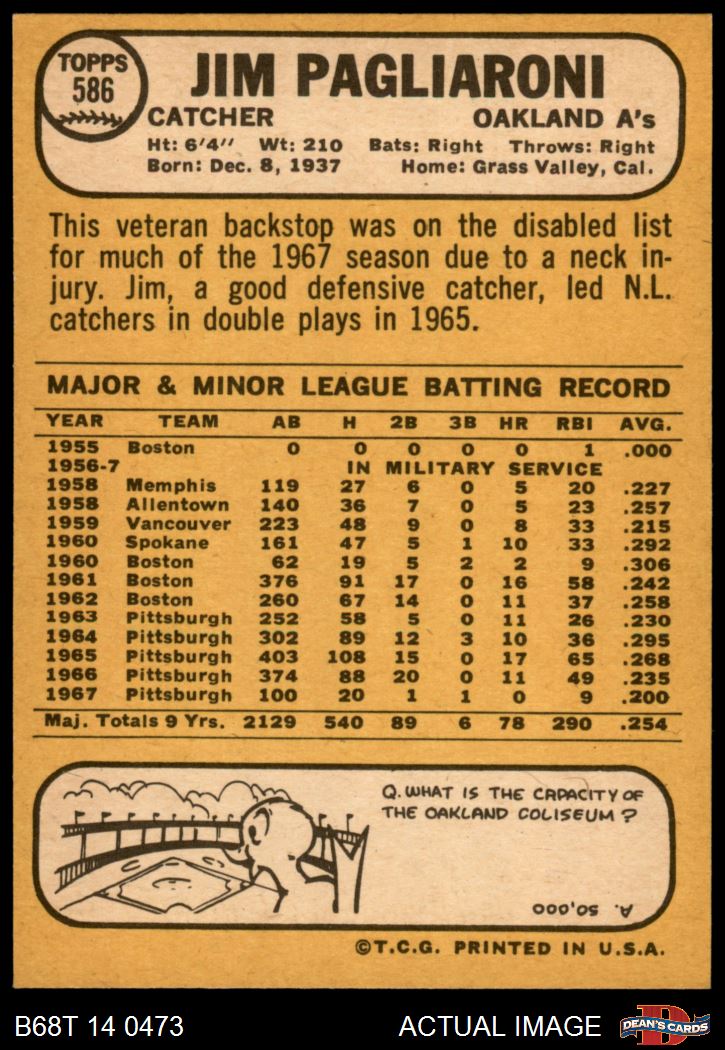 TOPPS
586
JIM PAGLIARONI
CATCHER OAKLAND A's
Ht: 6'4" Wt: 210 Bats: Right Throws: Right
Born: Dec. 8, 1937 Home: Grass Valley, Cal.
This veteran backstop was on the disabled list
for much of the 1967 season due to a neck in-
jury. Jim, a good defensive catcher, led N.L.
catchers in double plays in 1965.
MAJOR & MINOR LEAGUE BATTING RECORD
YEAR TEAM AB H 2B 3B HR RBI AVG.
1955 Boston 0 0 0 0 0 1 .000
1956-7 IN MILITARY SERVICE
1958 Memphis 119 27 6 0 5 20 .227
1958 Allentown 140 36 7 0 5 23 .257
1959 Vancouver 223 48 9 0 8 33 .215
1960 Spokane 161 47 5 1 10 33 .292
1960 Boston 62 19 5 2 2 9 .306
1961 Boston 376 91 17 0 16 58 .242
1962 Boston 260 67 14 0 11 37 .258
1963 Pittsburgh 252 58 5 0 11 26 .230
1964 Pittsburgh 302 89 12 3 10 36 .295
1965 Pittsburgh 403 108 15 0 17 65 .268
1966 Pittsburgh 374 88 20 0 11 49 .235
1967 Pittsburgh 100 20 1 1 0 9 .200
Maj. Totals 9 Yrs. 2129 540 89 6 78 290 .254
Q. WHAT IS THE CAPACITY OF
THE OAKLAND COLISEUM?
A. 50,000
©T.C.G. PRINTED IN U.S.A.
B68T 14 0473 ACTUAL IMAGE D DEAN'S CARDS